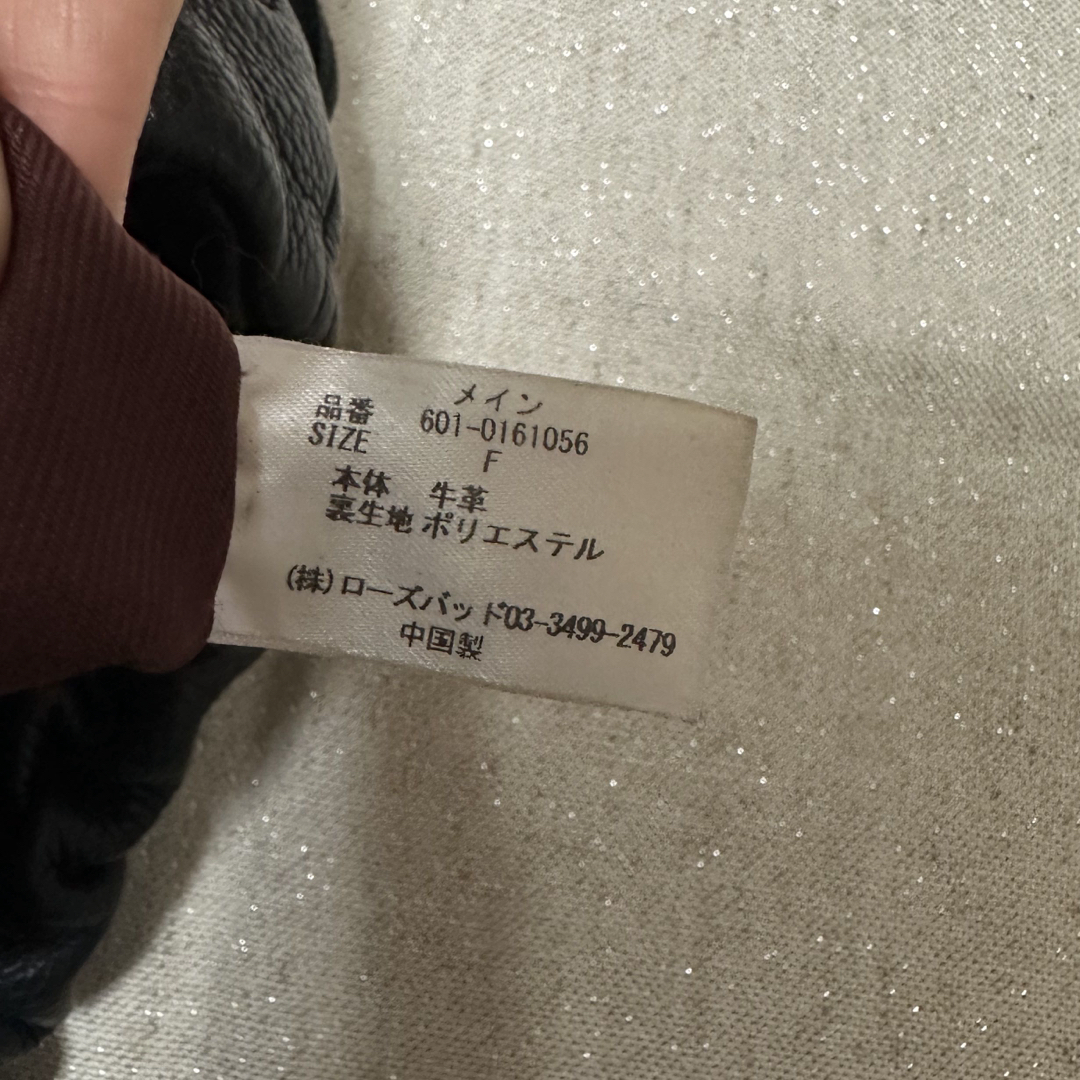 メイン
品番 601-0161056
SIZE F
本体 牛革
裏生地 ポリエステル
(株)ローズバッド03-3499-2479
中国製